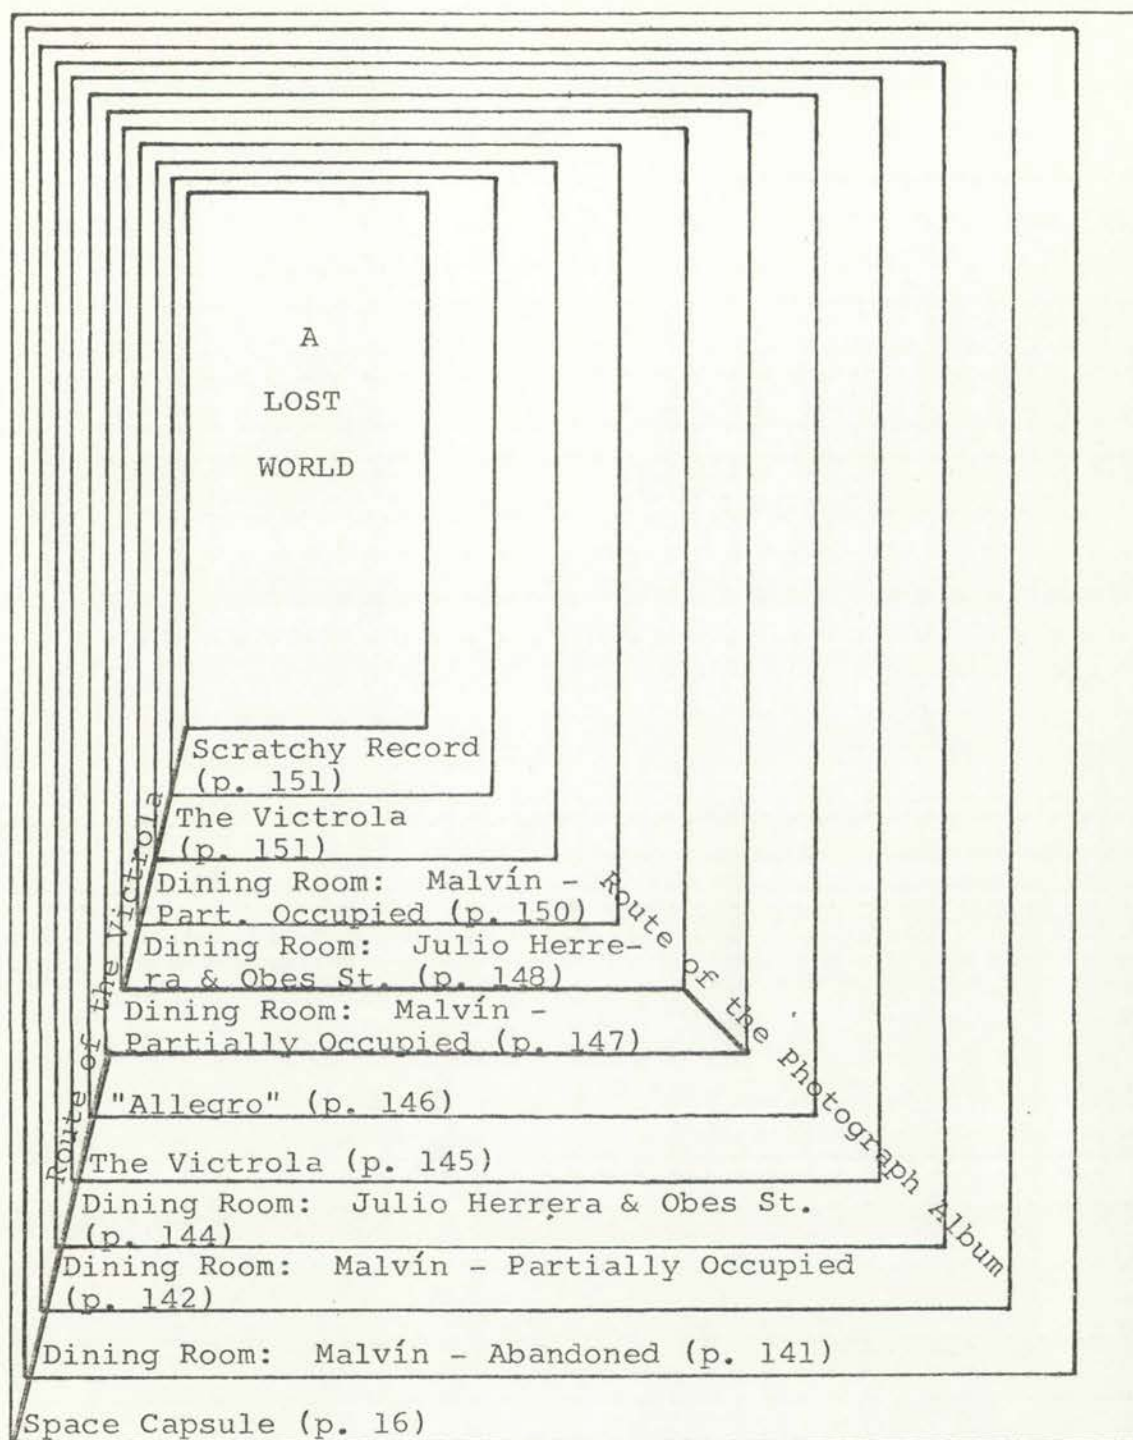 A
LOST
WORLD
Scratchy Record
(p. 151)
The Victrola
(p. 151)
Dining Room: Malvín -
Part. Occupied (p. 150)
Dining Room: Julio Herre-
ra & Obes St. (p. 148)
Dining Room: Malvín -
Partially Occupied (p. 147)
"Allegro" (p. 146)
The Victrola (p. 145)
Dining Room: Julio Herrera & Obes St.
(p. 144)
Dining Room: Malvín - Partially Occupied
(p. 142)
Dining Room: Malvín - Abandoned (p. 141)
Space Capsule (p. 16)
Route of the Victrola
Route of the Photograph Album